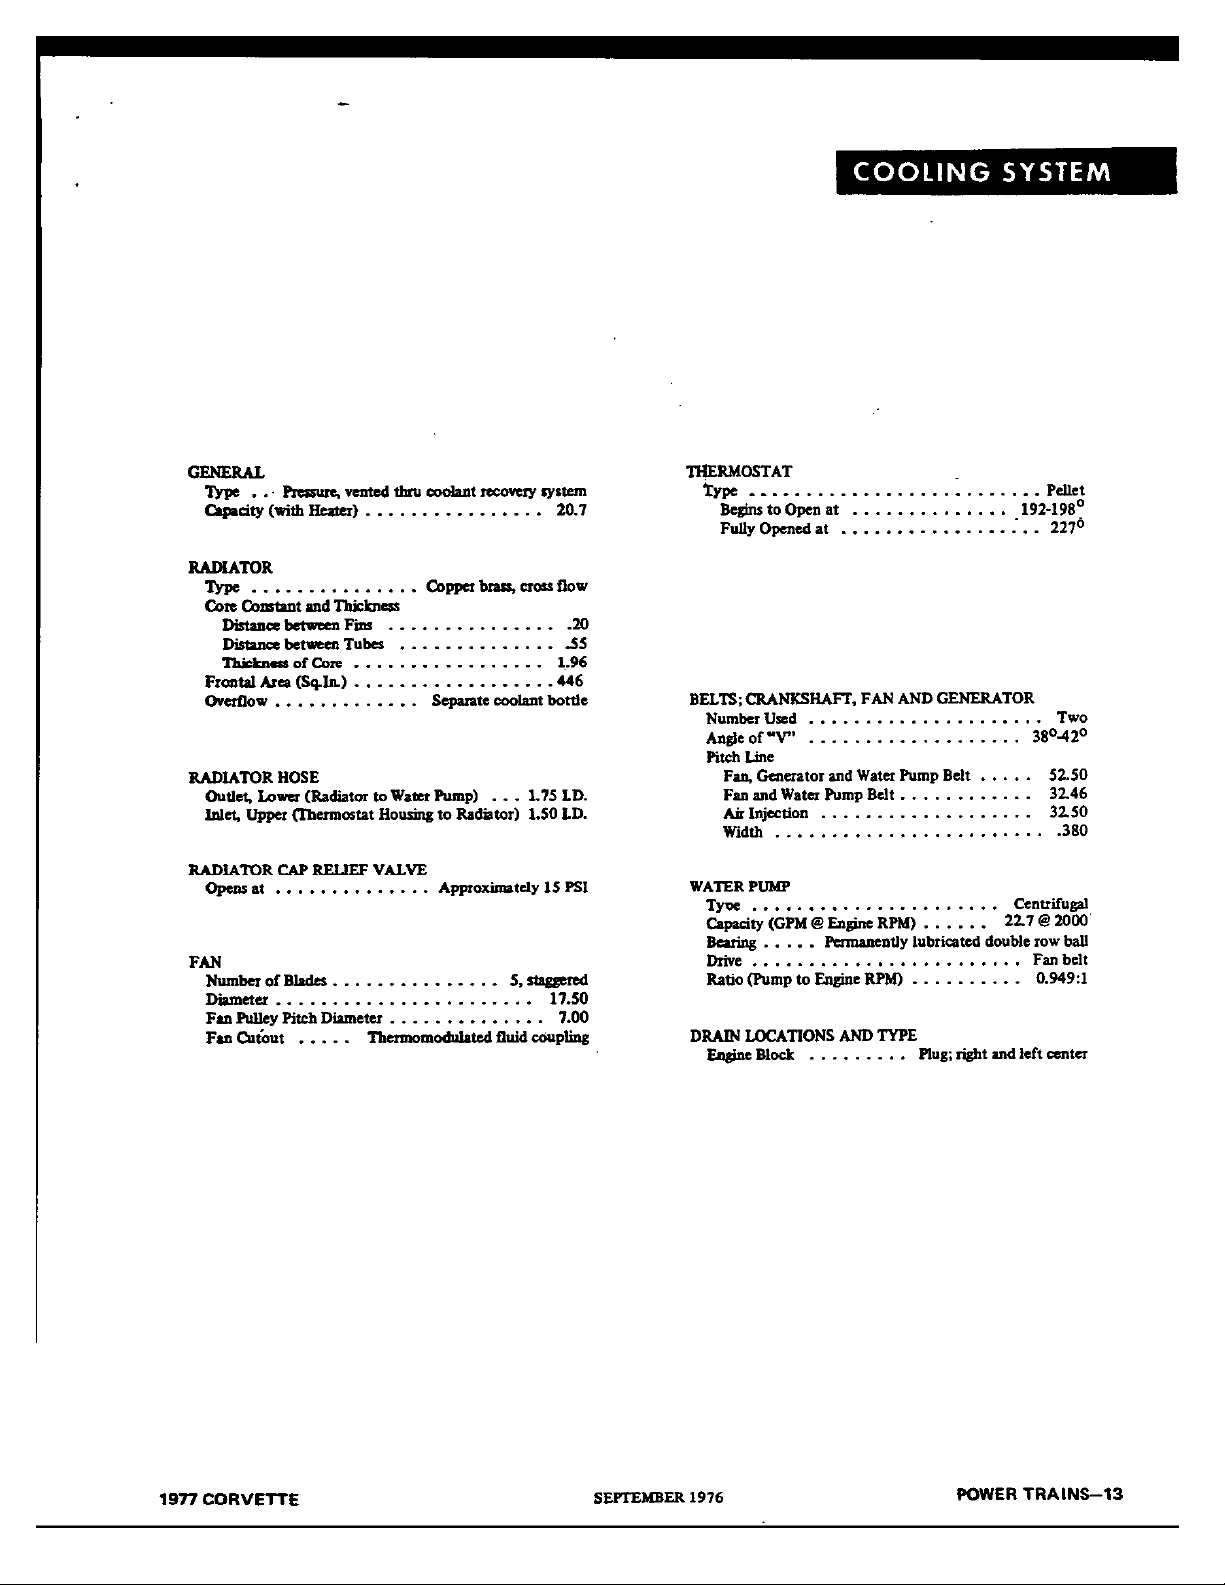 COOLING SYSTEM
GENERAL
Type . . . Pressure, vented thru coolant recovery system
Capacity (with Heater) . . . . . . . . . . . . . . . . 20.7
RADIATOR
Type . . . . . . . . . . . . . . . Copper brass, cross flow
Core Constant and Thickness
Distance between Fins . . . . . . . . . . . . . . . .20
Distance between Tubes . . . . . . . . . . . . . . .55
Thickness of Core . . . . . . . . . . . . . . . . . 1.96
Frontal Area (Sq.In.) . . . . . . . . . . . . . . . . . . 446
Overflow . . . . . . . . . . . . . Separate coolant bottle
RADIATOR HOSE
Outlet, Lower (Radiator to Water Pump) . . . 1.75 I.D.
Inlet, Upper (Thermostat Housing to Radiator) 1.50 I.D.
RADIATOR CAP RELIEF VALVE
Opens at . . . . . . . . . . . . . . Approximately 15 PSI
FAN
Number of Blades . . . . . . . . . . . . . . . 5, staggered
Diameter . . . . . . . . . . . . . . . . . . . . . . . 17.50
Fan Pulley Pitch Diameter . . . . . . . . . . . . . . 7.00
Fan Cutout . . . . . Thermomodulated fluid coupling
THERMOSTAT
Type . . . . . . . . . . . . . . . . . . . . . . . . . . Pellet
Begins to Open at . . . . . . . . . . . . . . 192-198°
Fully Opened at . . . . . . . . . . . . . . . . . . 227°
BELTS; CRANKSHAFT, FAN AND GENERATOR
Number Used . . . . . . . . . . . . . . . . . . . . . Two
Angle of "V" . . . . . . . . . . . . . . . . . . . 38°-42°
Pitch Line
Fan, Generator and Water Pump Belt . . . . . 52.50
Fan and Water Pump Belt . . . . . . . . . . . . 32.46
Air Injection . . . . . . . . . . . . . . . . . . . 32.50
Width . . . . . . . . . . . . . . . . . . . . . . . . .380
WATER PUMP
Type . . . . . . . . . . . . . . . . . . . . . . Centrifugal
Capacity (GPM @ Engine RPM) . . . . . . 22.7 @ 2000
Bearing . . . . . Permanently lubricated double row ball
Drive . . . . . . . . . . . . . . . . . . . . . . . . Fan belt
Ratio (Pump to Engine RPM) . . . . . . . . . . 0.949:1
DRAIN LOCATIONS AND TYPE
Engine Block . . . . . . . . . Plug; right and left center
1977 CORVETTE
SEPTEMBER 1976
POWER TRAINS—13